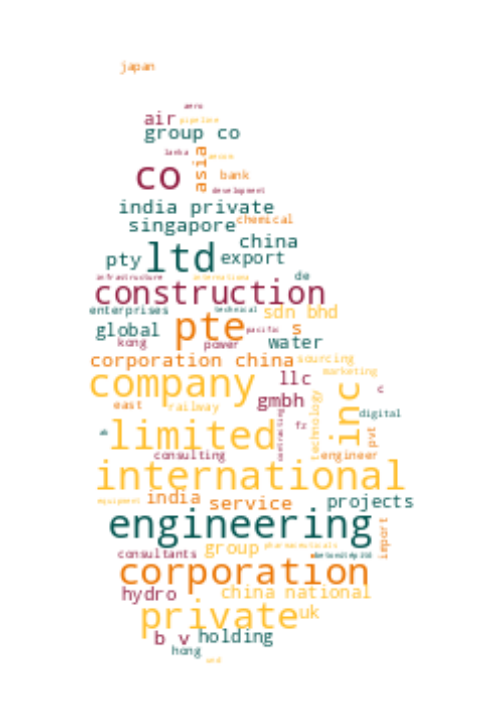 japan
aero
air pipeline
group co
lanka asia
co bank
development
india private
singapore chemical
china
pty ltd export
infrastructure international de
construction
enterprises technical sdn bhd
global pte pacific s
kong power water
corporation china sourcing
marketing
company llc inc c
gmbh
east railway technology digital
limited contracting fz pvt
consulting engineer
international
equipment india service projects
engineering import
consultants group pharmaceuticals
corporation
hydro china national
private uk
b v holding
hong
and